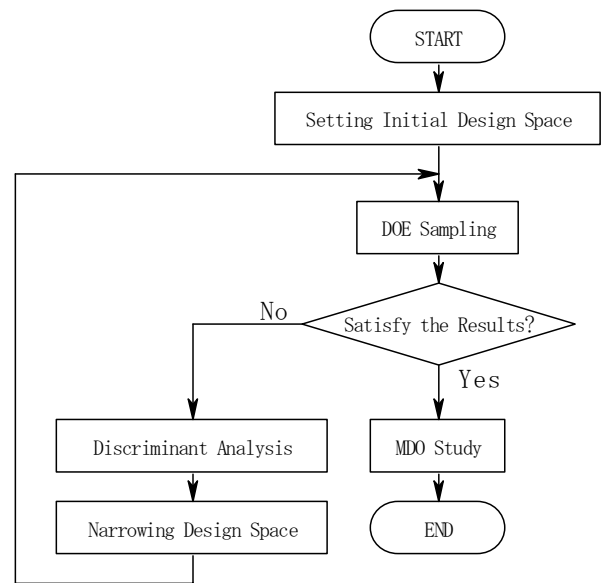 START
Setting Initial Design Space
DOE Sampling
Satisfy the Results?
No
Yes
Discriminant Analysis
MDO Study
Narrowing Design Space
END